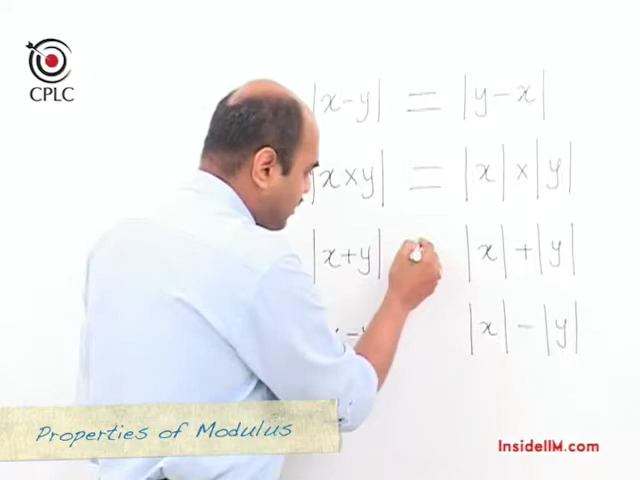 CPLC
|x-y| = |y-x|
|x×y| = |x|×|y|
|x+y| |x|+|y|
|x|-|y|
Properties of Modulus
InsideIIM.com